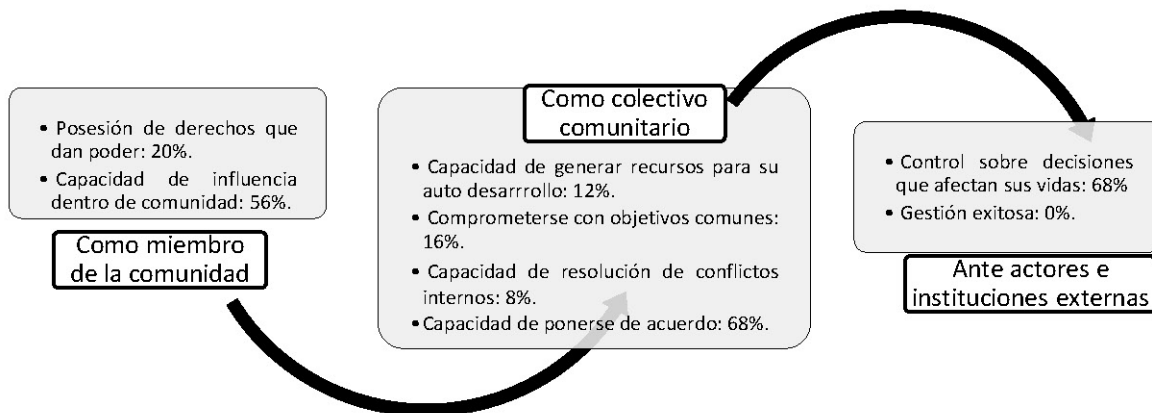 • Posesión de derechos que
dan poder: 20%.
• Capacidad de influencia
dentro de comunidad: 56%.
Como miembro
de la comunidad
Como colectivo
comunitario
• Capacidad de generar recursos para su
auto desarrrollo: 12%.
• Comprometerse con objetivos comunes:
16%.
• Capacidad de resolución de conflictos
internos: 8%.
• Capacidad de ponerse de acuerdo: 68%.
• Control sobre decisiones
que afectan sus vidas: 68%
• Gestión exitosa: 0%.
Ante actores e
instituciones externas